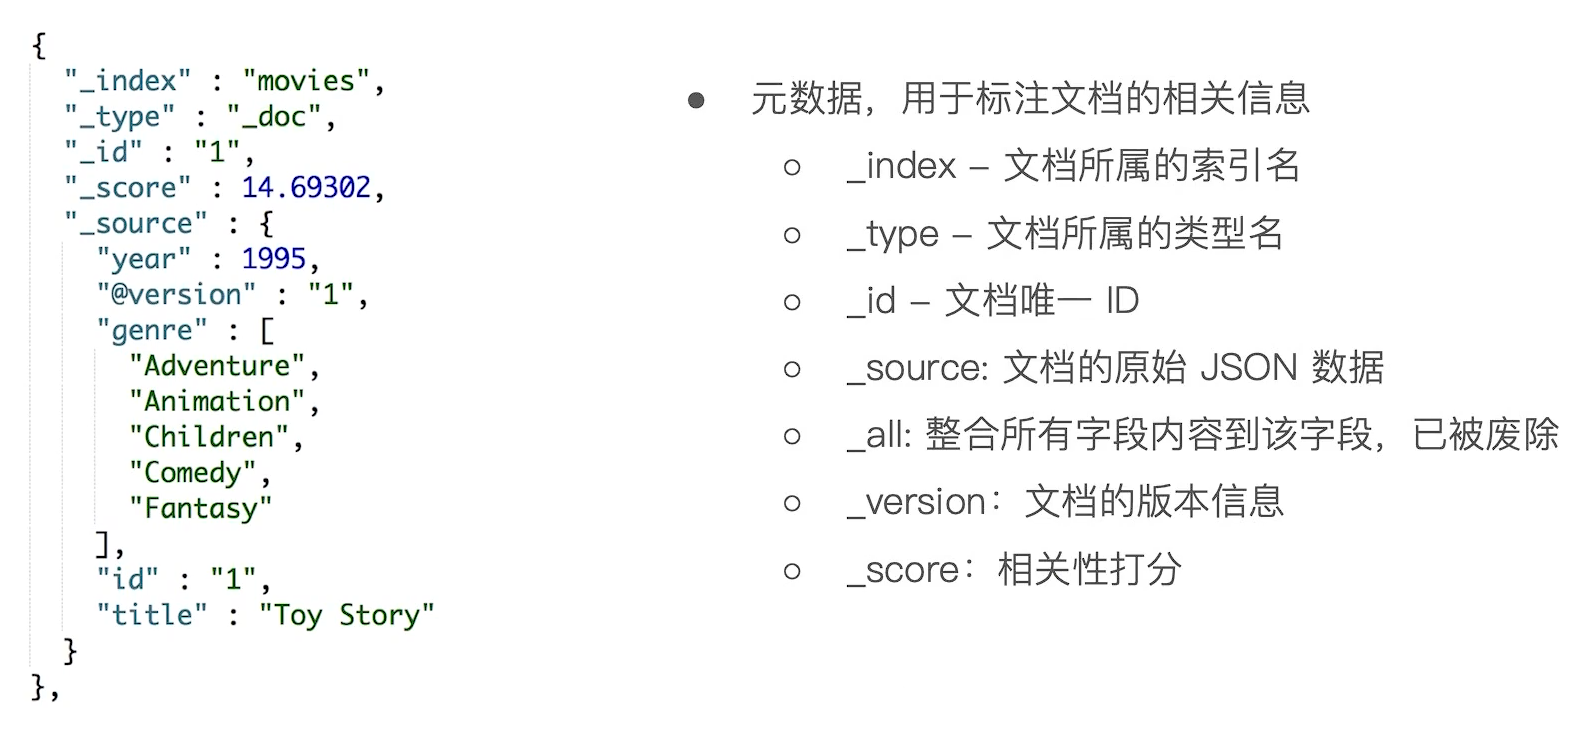 {
"_index" : "movies",
"_type" : "_doc",
"_id" : "1",
"_score" : 14.69302,
"_source" : {
"year" : 1995,
"@version" : "1",
"genre" : [
"Adventure",
"Animation",
"Children",
"Comedy",
"Fantasy"
],
"id" : "1",
"title" : "Toy Story"
}
},
● 元数据，用于标注文档的相关信息
○ _index – 文档所属的索引名
○ _type – 文档所属的类型名
○ _id – 文档唯一 ID
○ _source: 文档的原始 JSON 数据
○ _all: 整合所有字段内容到该字段，已被废除
○ _version：文档的版本信息
○ _score：相关性打分